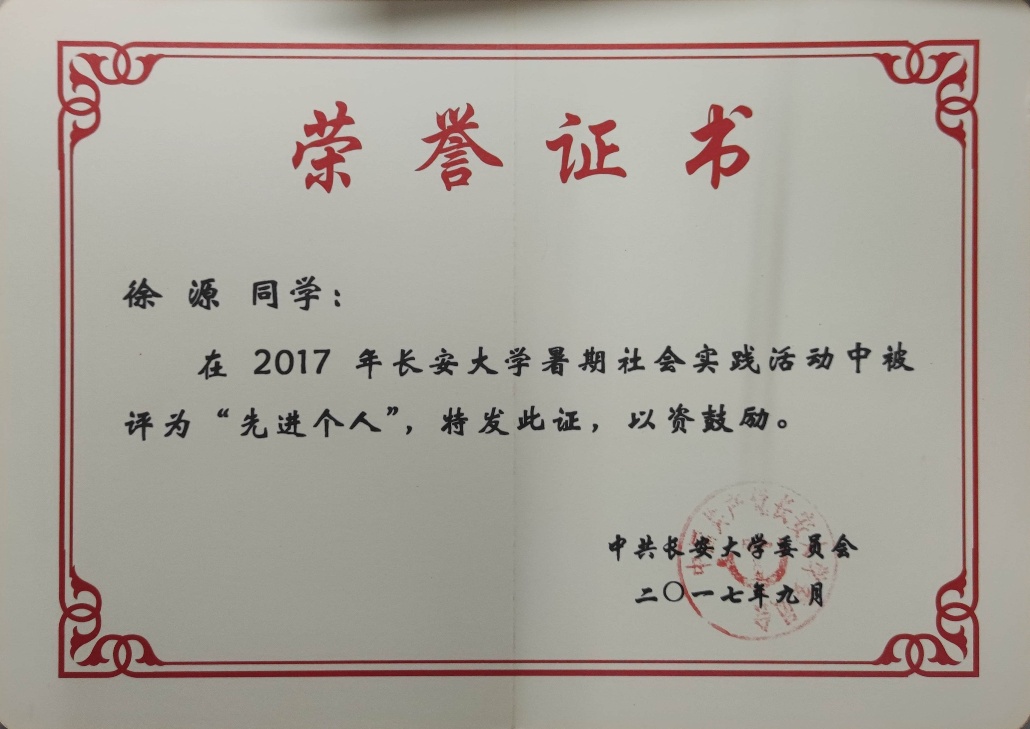 荣誉证书
徐 源 同学：
在 2017 年长安大学暑期社会实践活动中被
评为“先进个人”，特发此证，以资鼓励。
中共长安大学委员会
二〇一七年九月